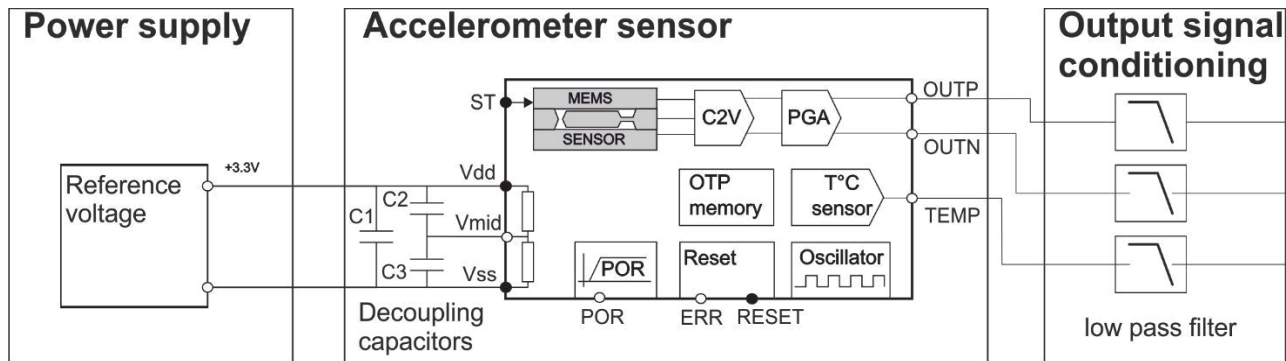 Power supply
Accelerometer sensor
Output signal
conditioning
ST
MEMS
SENSOR
C2V
PGA
OUTP
OUTN
+3.3V
Reference
voltage
Vdd
C2
C1
Vmid
C3
Vss
OTP
memory
T°C
sensor
TEMP
POR
Reset
Oscillator
Decoupling
capacitors
POR
ERR
RESET
low pass filter